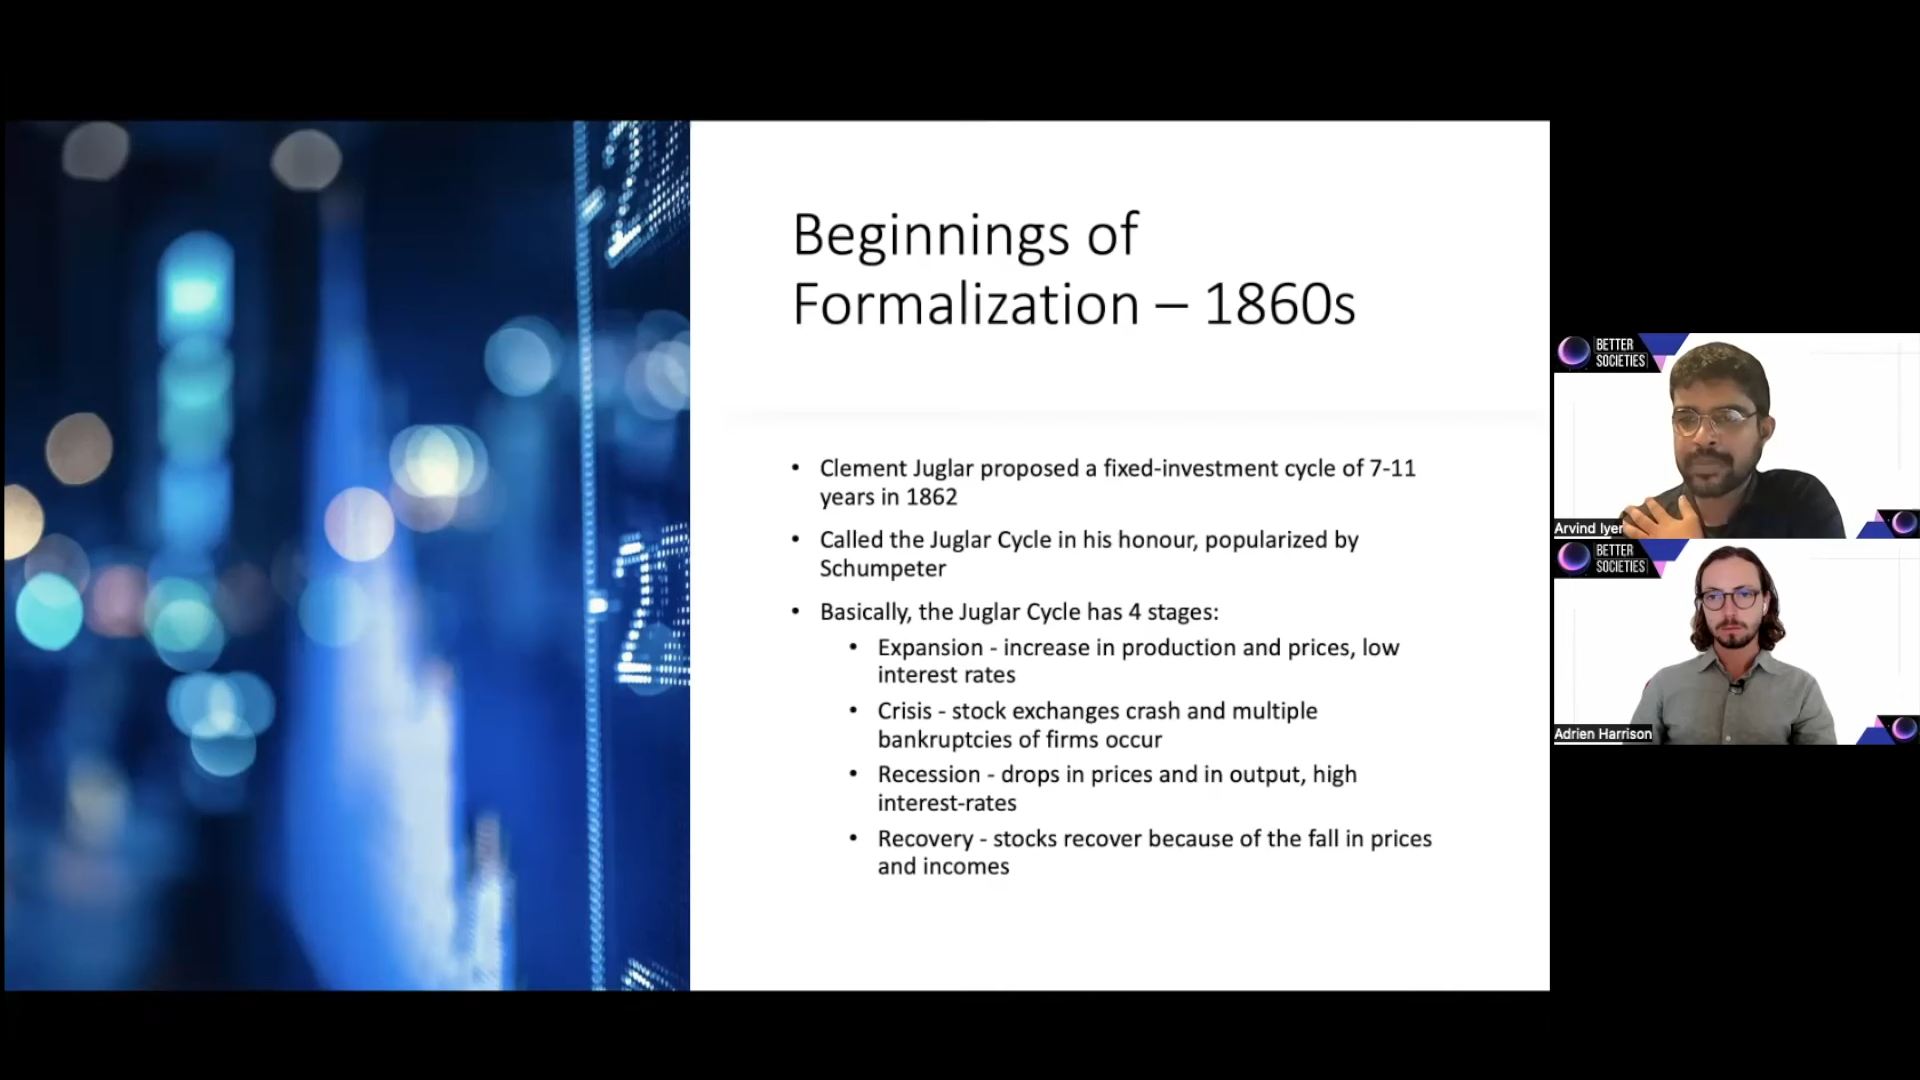 Beginnings of
Formalization – 1860s
• Clement Juglar proposed a fixed-investment cycle of 7-11
years in 1862
• Called the Juglar Cycle in his honour, popularized by
Schumpeter
• Basically, the Juglar Cycle has 4 stages:
• Expansion - increase in production and prices, low
interest rates
• Crisis - stock exchanges crash and multiple
bankruptcies of firms occur
• Recession - drops in prices and in output, high
interest-rates
• Recovery - stocks recover because of the fall in prices
and incomes
BETTER
SOCIETIES
Arvind Iyer
BETTER
SOCIETIES
Adrien Harrison